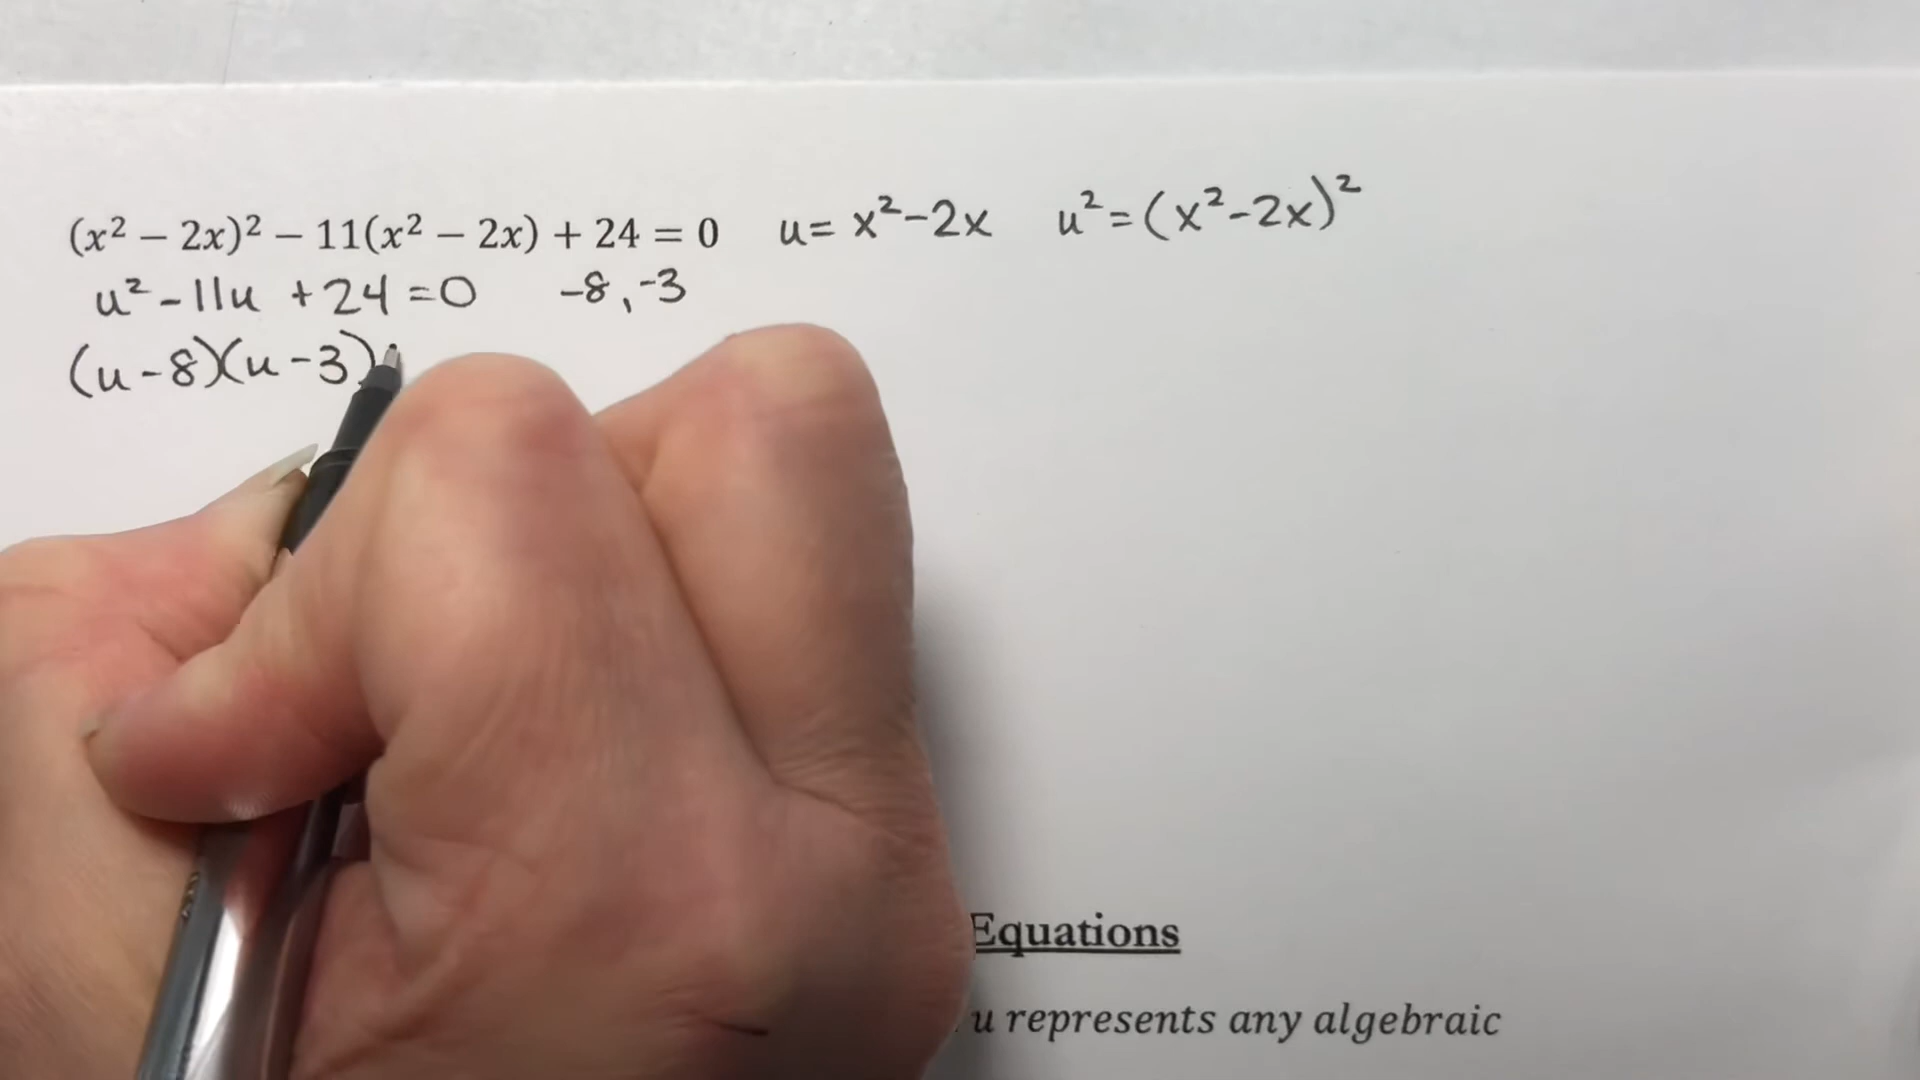 (x² − 2x)² − 11(x² − 2x) + 24 = 0 u = x² − 2x u² = (x² − 2x)²
u² − 11u + 24 = 0 −8, −3
(u − 8)(u − 3)
Equations
u represents any algebraic